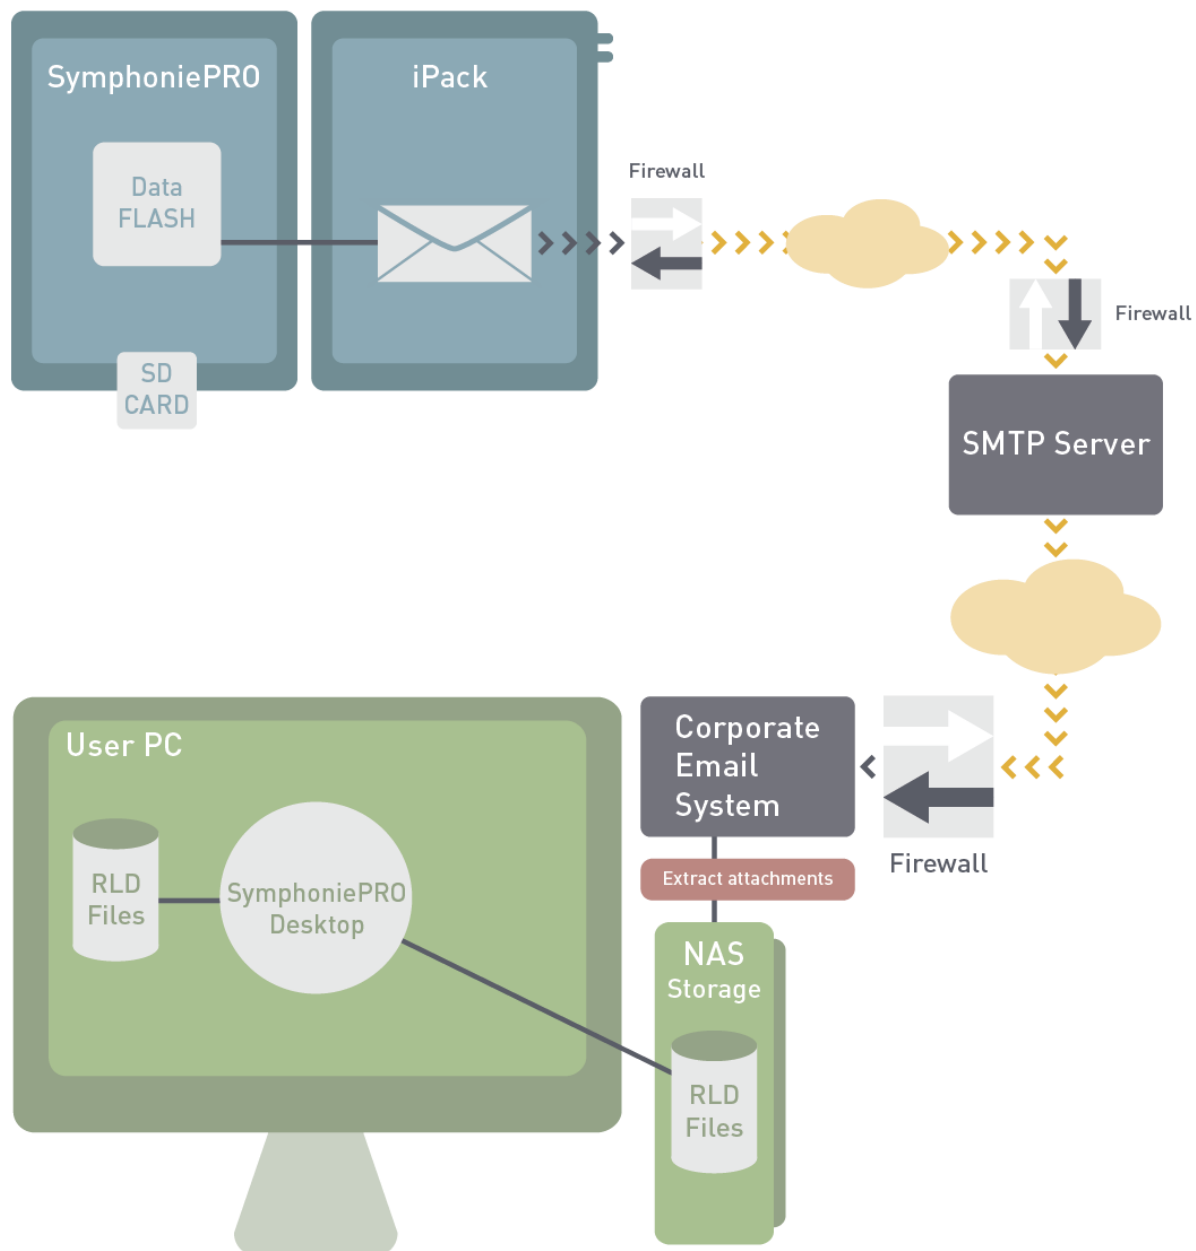 SymphoniePRO
iPack
Data
FLASH
SD
CARD
Firewall
Firewall
SMTP Server
User PC
RLD
Files
SymphoniePRO
Desktop
Corporate
Email
System
Firewall
Extract attachments
NAS
Storage
RLD
Files